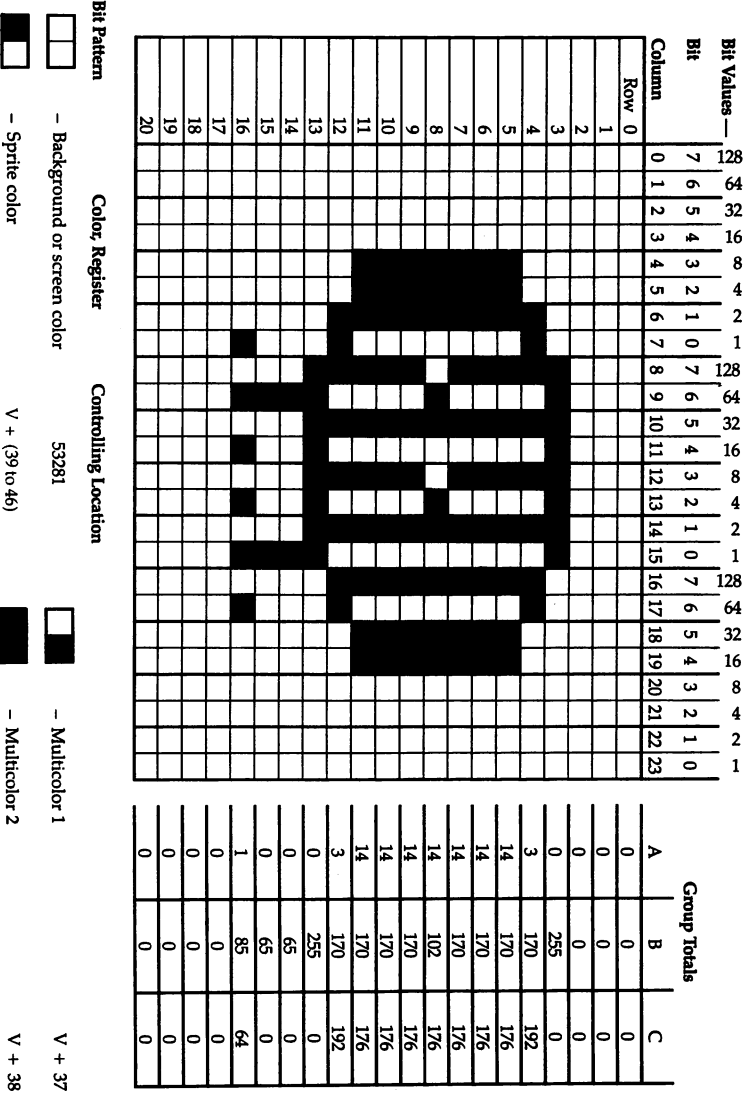 Bit Values— 128 64 32 16 8 4 2 1 128 64 32 16 8 4 2 1 128 64 32 16 8 4 2 1
Bit 7 6 5 4 3 2 1 0 7 6 5 4 3 2 1 0 7 6 5 4 3 2 1 0 Group Totals
Column 0 1 2 3 4 5 6 7 8 9 10 11 12 13 14 15 16 17 18 19 20 21 22 23 A B C
Row 0 0 0 0
1 0 0 0
2 0 0 0
3 0 255 0
4 3 170 192
5 14 170 176
6 14 170 176
7 14 170 176
8 14 102 176
9 14 170 176
10 14 170 176
11 14 170 176
12 3 170 192
13 0 255 0
14 0 65 0
15 0 65 0
16 1 85 64
17 0 0 0
18 0 0 0
19 0 0 0
20 0 0 0
Bit Pattern Color, Register Controlling Location
– Background or screen color 53281 – Multicolor 1 V + 37
– Sprite color V + (39 to 46) – Multicolor 2 V + 38